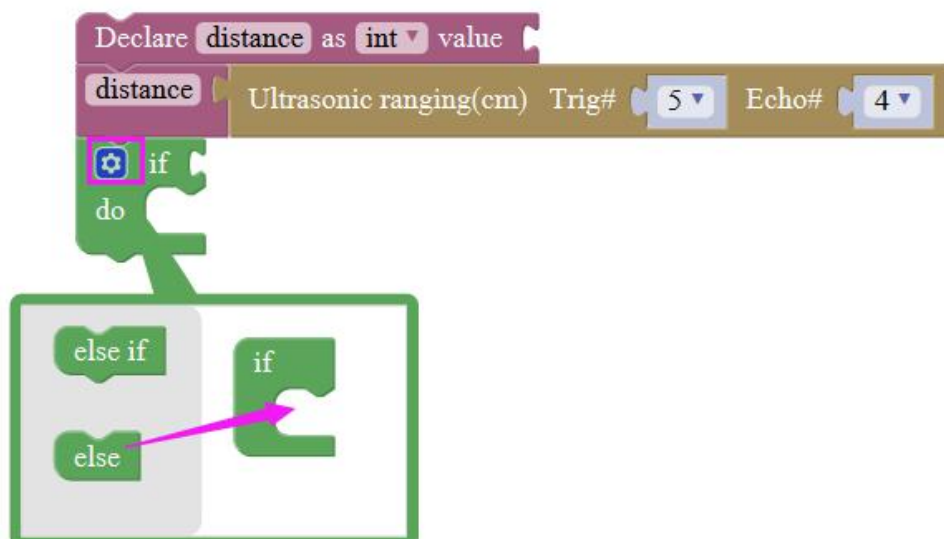 Declare distance as int value
distance Ultrasonic ranging(cm) Trig# 5 Echo# 4
if
do
else if
if
else